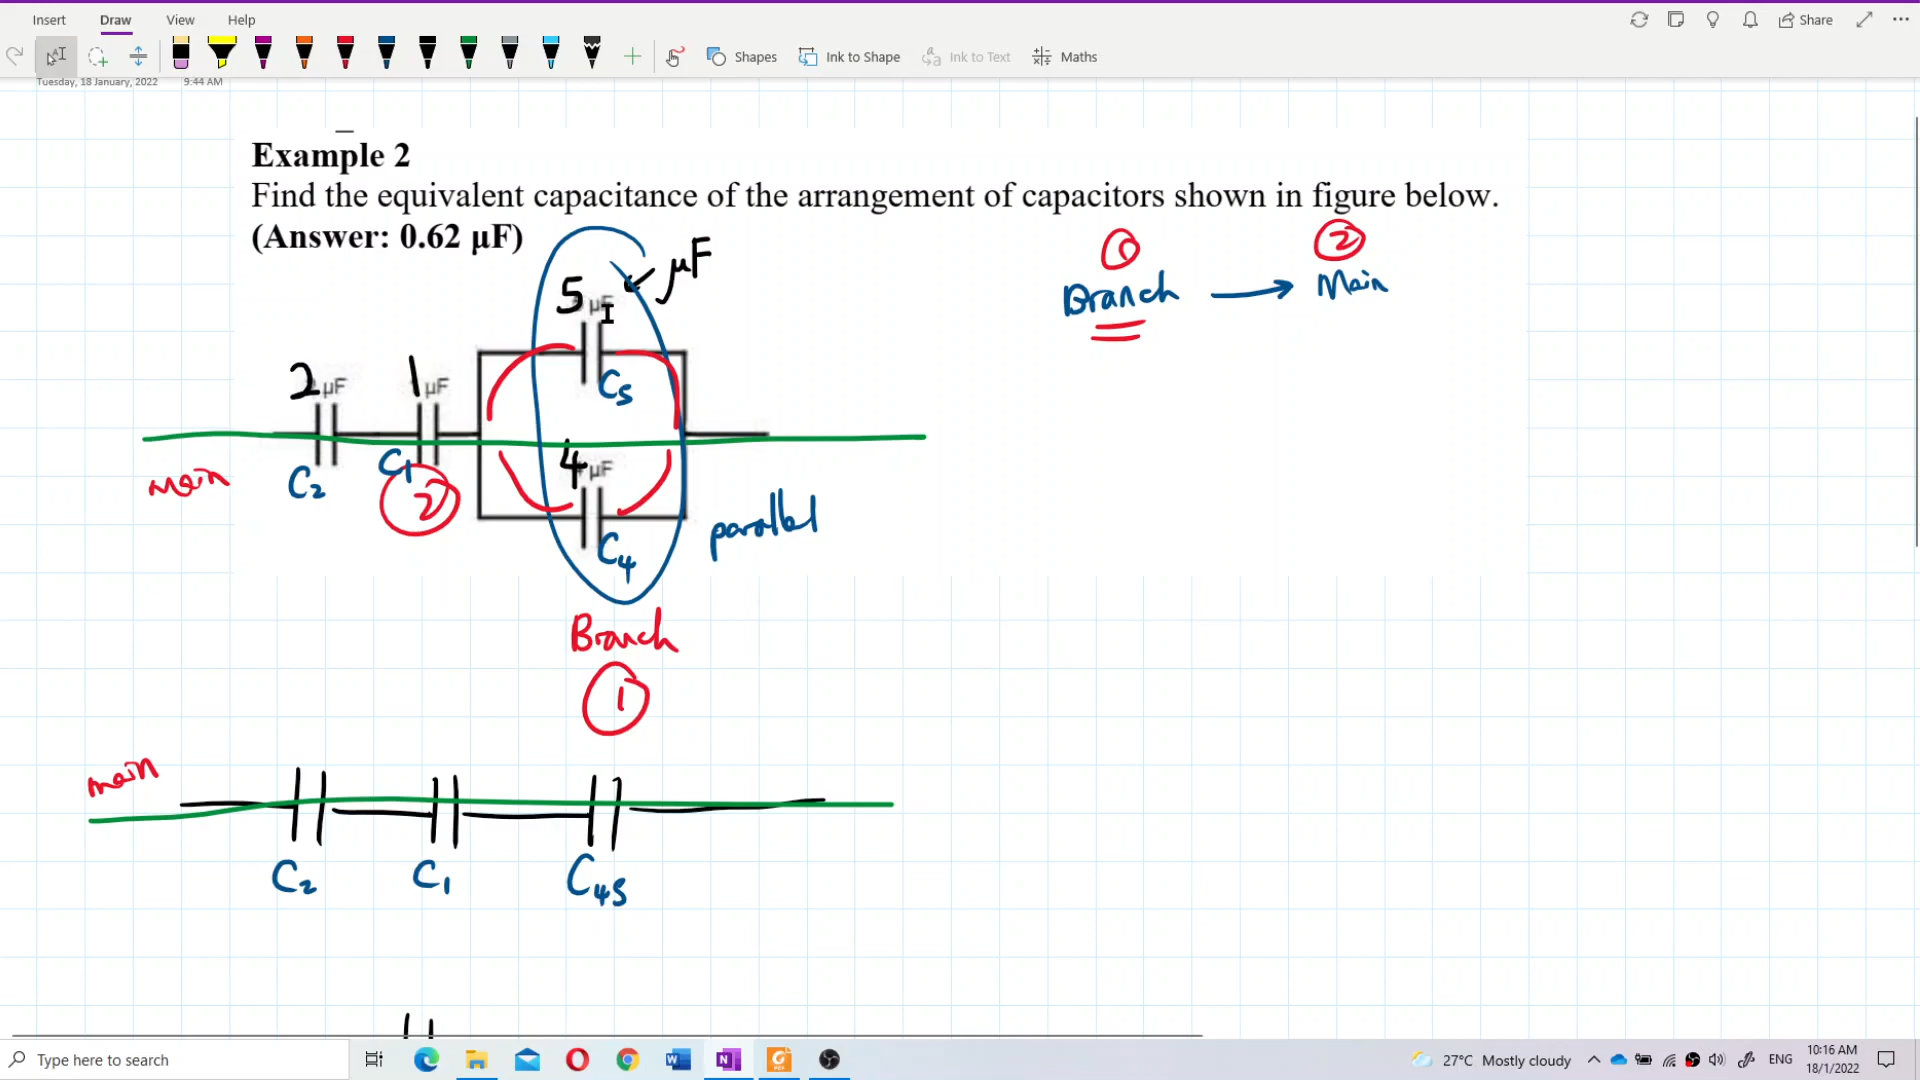 Insert Draw View Help
Share
Shapes Ink to Shape Ink to Text Maths
Tuesday, 18 January, 2022 9:44 AM
Example 2
Find the equivalent capacitance of the arrangement of capacitors shown in figure below.
(Answer: 0.62 µF)
1 2
Branch → Main
µF
5 µF
2 µF 1 µF
C5
main C2 C1
2
4 µF
C4
parallel
Branch
1
main
C2 C1 C45
Type here to search
27°C Mostly cloudy
ENG
10:16 AM
18/1/2022